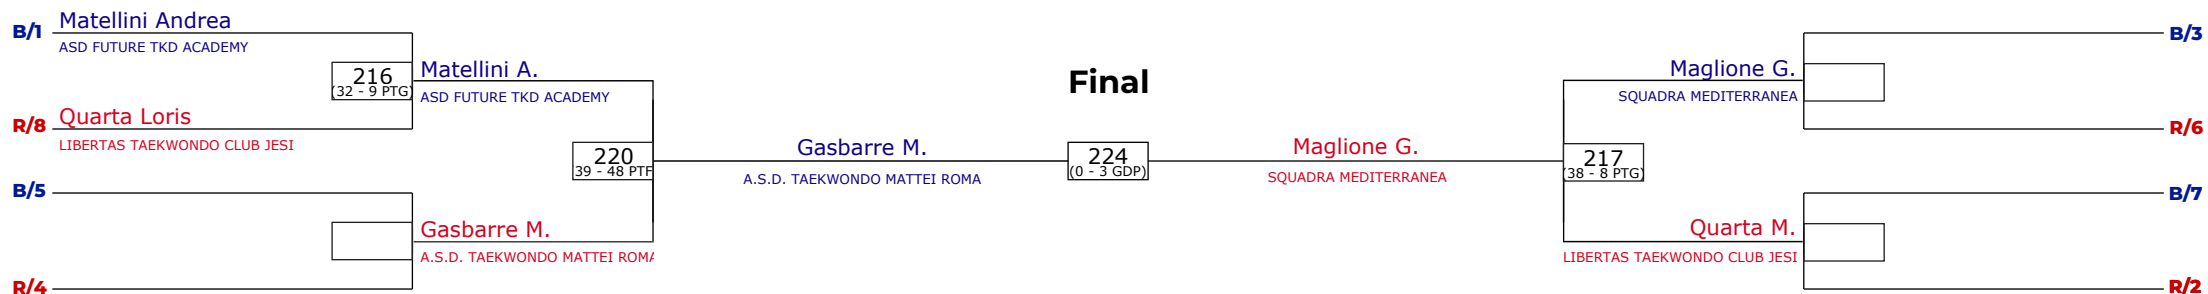 B/1
Matellini Andrea
ASD FUTURE TKD ACADEMY
216
(32 - 9 PTG)
Matellini A.
ASD FUTURE TKD ACADEMY
R/8
Quarta Loris
LIBERTAS TAEKWONDO CLUB JESI
220
39 - 48 PTF
B/5
Gasbarre M.
A.S.D. TAEKWONDO MATTEI ROMA
R/4
Final
Gasbarre M.
A.S.D. TAEKWONDO MATTEI ROMA
224
(0 - 3 GDP)
Maglione G.
SQUADRA MEDITERRANEA
B/3
Maglione G.
SQUADRA MEDITERRANEA
R/6
217
(38 - 8 PTG)
B/7
Quarta M.
LIBERTAS TAEKWONDO CLUB JESI
R/2